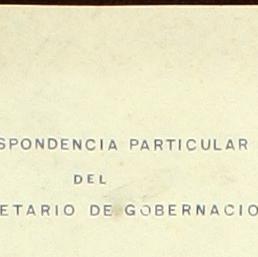 SPONDENCIA PARTICULAR
DEL
ETARIO DE GOBERNACIO